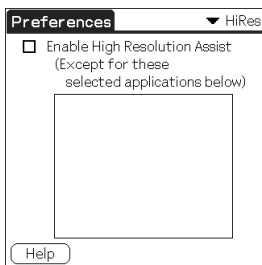 Preferences
HiRes
Enable High Resolution Assist
(Except for these
selected applications below)
Help